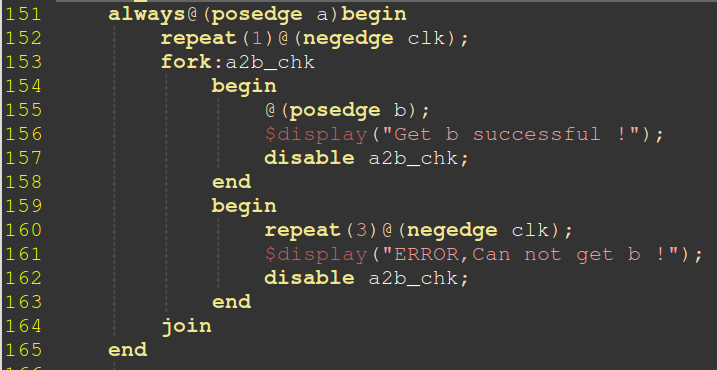 151 always@(posedge a)begin
152 repeat(1)@(negedge clk);
153 fork:a2b_chk
154 begin
155 @(posedge b);
156 $display("Get b successful !");
157 disable a2b_chk;
158 end
159 begin
160 repeat(3)@(negedge clk);
161 $display("ERROR,Can not get b !");
162 disable a2b_chk;
163 end
164 join
165 end